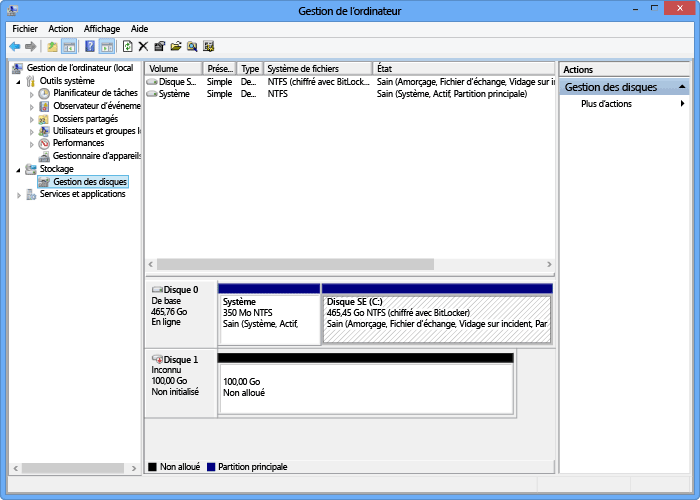 Gestion de l'ordinateur
Fichier Action Affichage Aide
Gestion de l'ordinateur (local
Outils système
Planificateur de tâches
Observateur d'événeme
Dossiers partagés
Utilisateurs et groupes l
Performances
Gestionnaire d'appareils
Stockage
Gestion des disques
Services et applications
Volume Prése... Type Système de fichiers État
Disque S... Simple De... NTFS (chiffré avec BitLock... Sain (Amorçage, Fichier d'échange, Vidage sur in
Système Simple De... NTFS Sain (Système, Actif, Partition principale)
Disque 0
De base
465,76 Go
En ligne
Système
350 Mo NTFS
Sain (Système, Actif,
Disque SE (C:)
465,45 Go NTFS (chiffré avec BitLocker)
Sain (Amorçage, Fichier d'échange, Vidage sur incident, Par
Disque 1
Inconnu
100,00 Go
Non initialisé
100,00 Go
Non alloué
Non alloué Partition principale
Actions
Gestion des disques
Plus d'actions